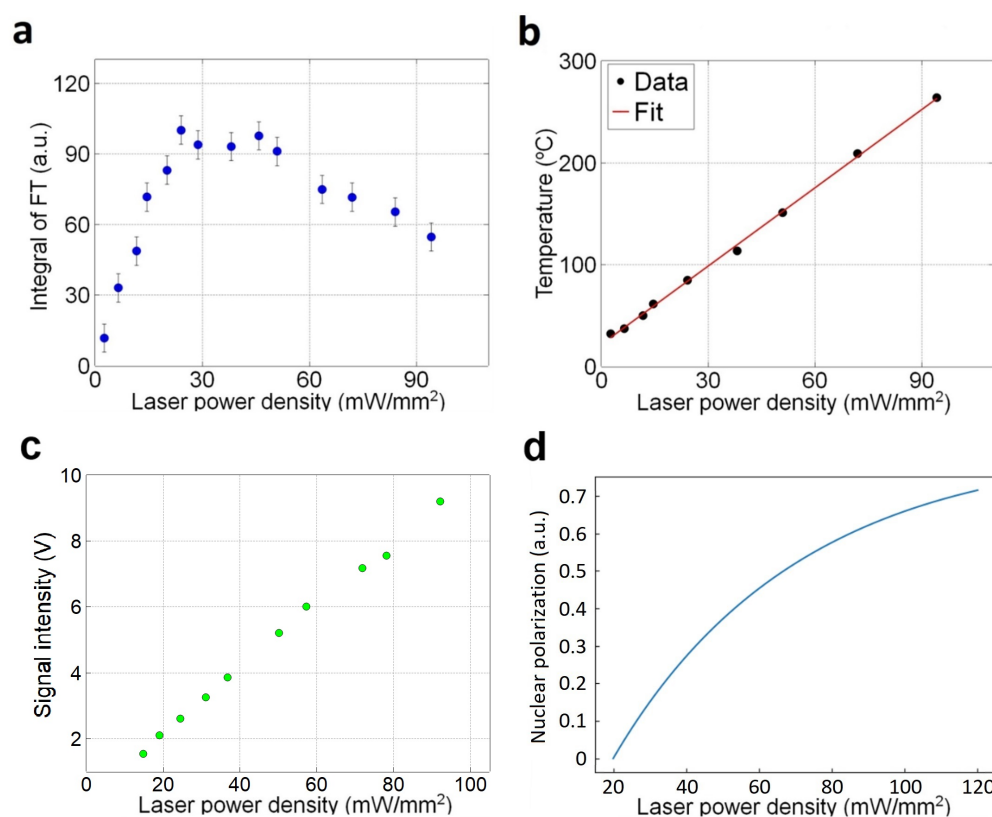 a
Integral of FT (a.u.)
120
90
60
30
0
0 30 60 90
Laser power density (mW/mm²)
b
Temperature (ºC)
300
200
100
0
Data
Fit
0 30 60 90
Laser power density (mW/mm²)
c
Signal intensity (V)
10
8
6
4
2
0 20 40 60 80 100
Laser power density (mW/mm²)
d
Nuclear polarization (a.u.)
0.7
0.6
0.5
0.4
0.3
0.2
0.1
0
20 40 60 80 100 120
Laser power density (mW/mm²)